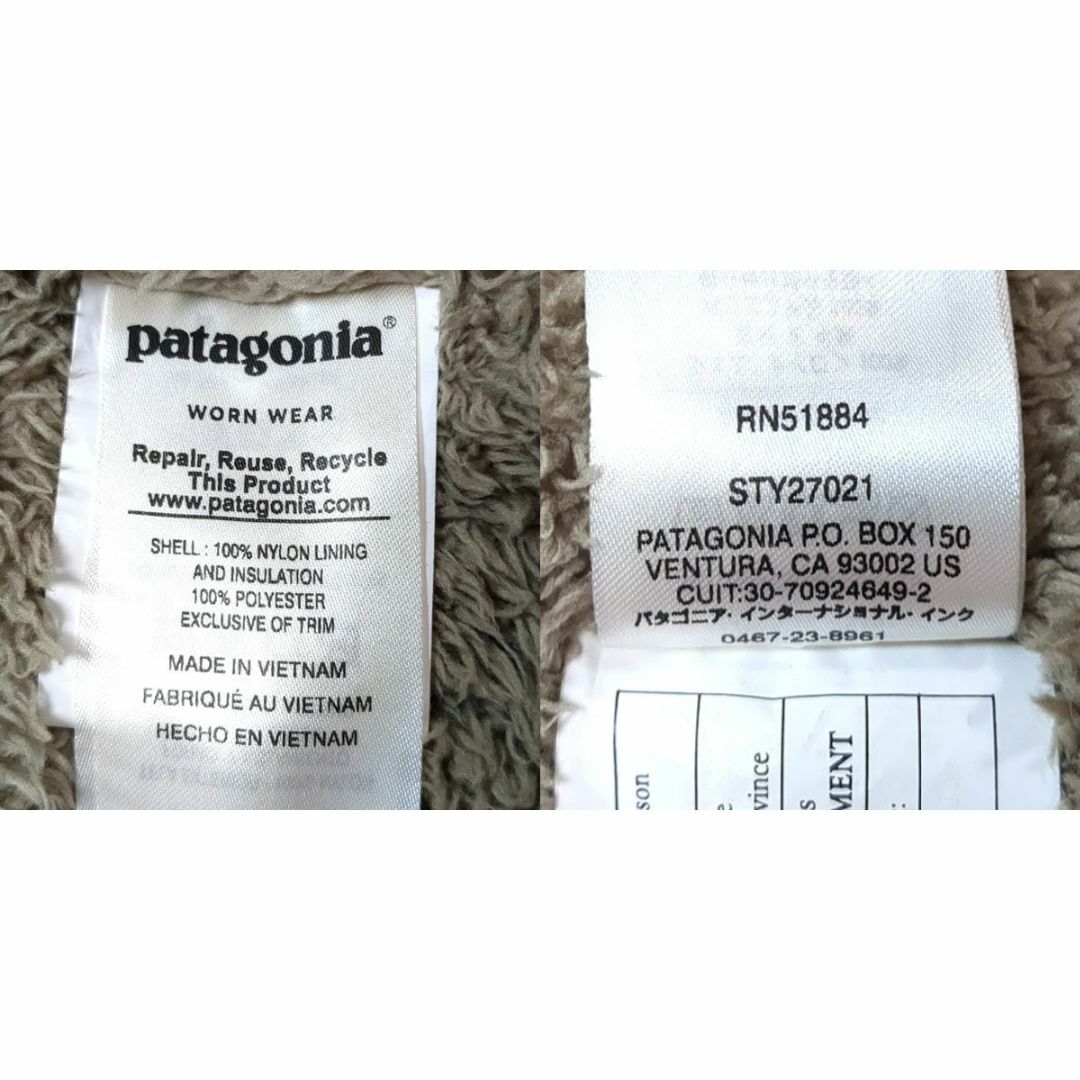 patagonia®
WORN WEAR
Repair, Reuse, Recycle
This Product
www.patagonia.com
SHELL : 100% NYLON LINING
AND INSULATION
100% POLYESTER
EXCLUSIVE OF TRIM
MADE IN VIETNAM
FABRIQUÉ AU VIETNAM
HECHO EN VIETNAM
RN51884
STY27021
PATAGONIA P.O. BOX 150
VENTURA, CA 93002 US
CUIT:30-70924649-2
パタゴニア・インターナショナル・インク
0467-23-8961
son
vince
MENT